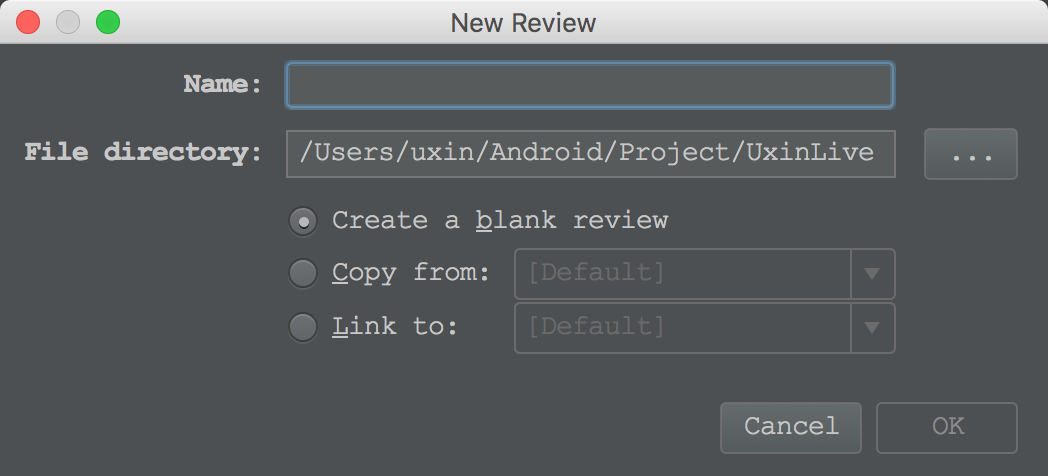 New Review
Name:
File directory: /Users/uxin/Android/Project/UxinLive ...
Create a blank review
Copy from: [Default]
Link to: [Default]
Cancel OK